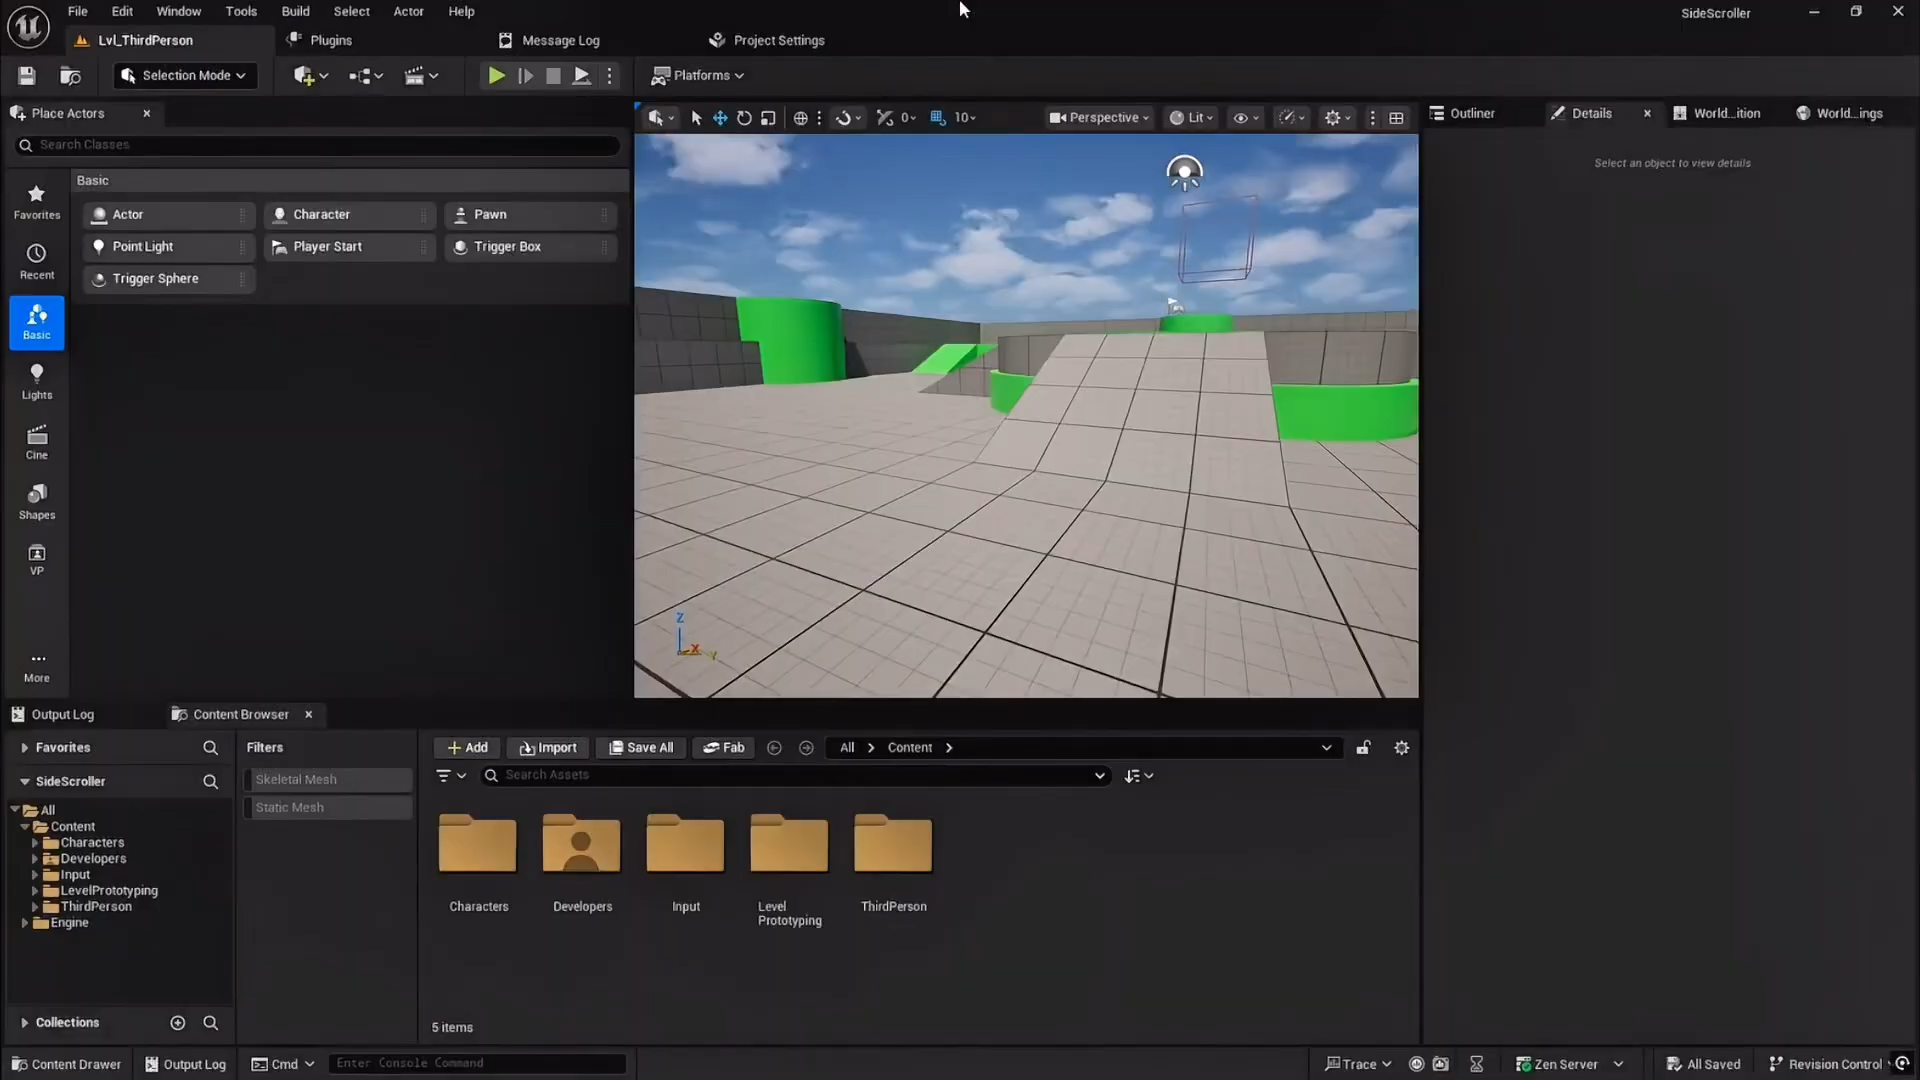 File Edit Window Tools Build Select Actor Help
SideScroller
Lvl_ThirdPerson Plugins Message Log Project Settings
Selection Mode Platforms
Place Actors
Search Classes
Basic
Favorites
Recent
Basic
Lights
Cine
Shapes
VP
More
Actor Character Pawn
Point Light Player Start Trigger Box
Trigger Sphere
0 10 Perspective Lit
Z
X
Y
Outliner Details World...ition World...ings
Select an object to view details
Output Log Content Browser
Favorites
SideScroller
All
Content
Characters
Developers
Input
LevelPrototyping
ThirdPerson
Engine
Collections
Filters
Skeletal Mesh
Static Mesh
Add Import Save All Fab All Content
Search Assets
Characters
Developers
Input
Level
Prototyping
ThirdPerson
5 items
Content Drawer Output Log Cmd Enter Console Command Trace Zen Server All Saved Revision Control